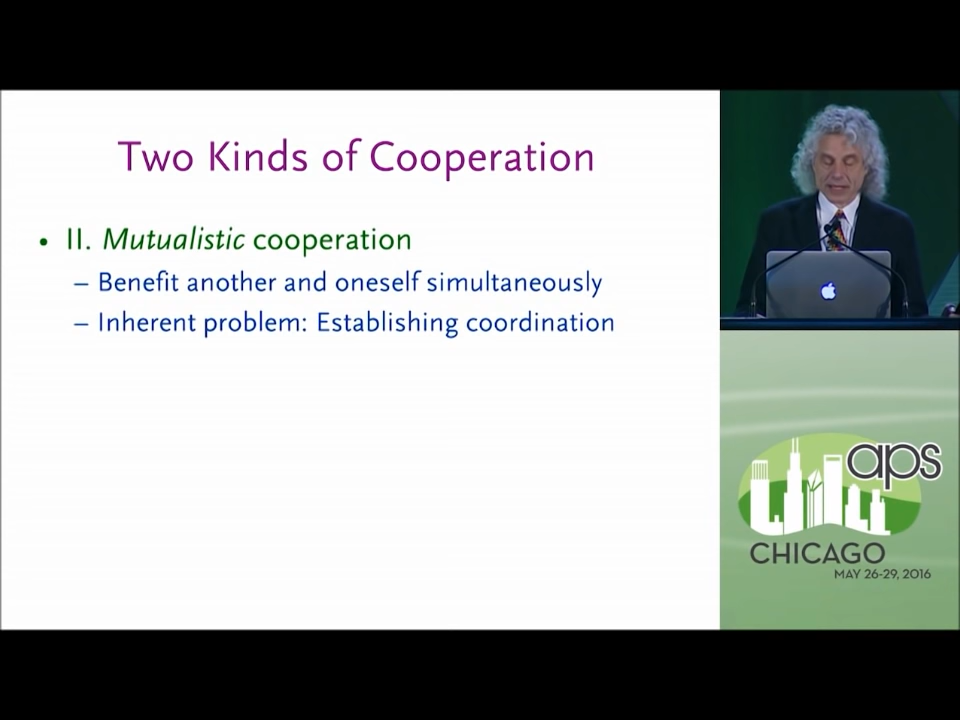 Two Kinds of Cooperation
• II. Mutualistic cooperation
– Benefit another and oneself simultaneously
– Inherent problem: Establishing coordination
aps
CHICAGO
MAY 26-29, 2016